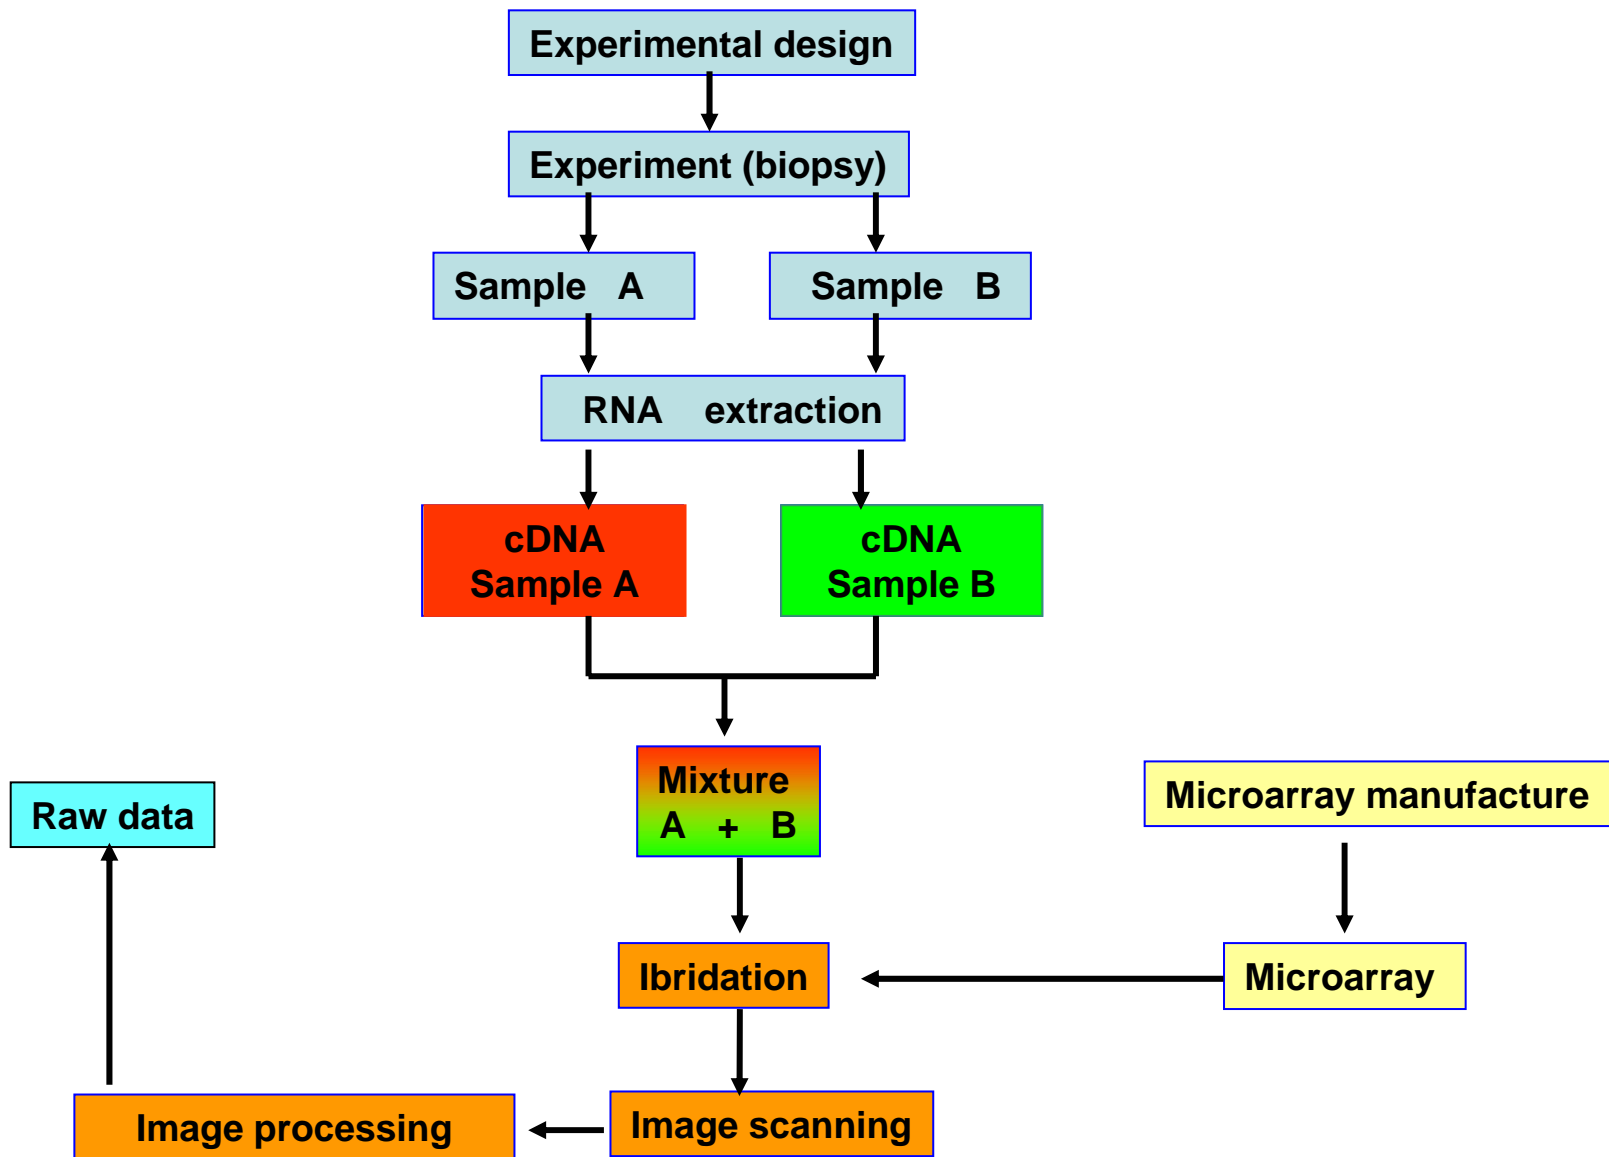 Experimental design
Experiment (biopsy)
Sample A
Sample B
RNA extraction
cDNA
Sample A
cDNA
Sample B
Mixture
A + B
Raw data
Microarray manufacture
Ibridation
Microarray
Image processing
Image scanning